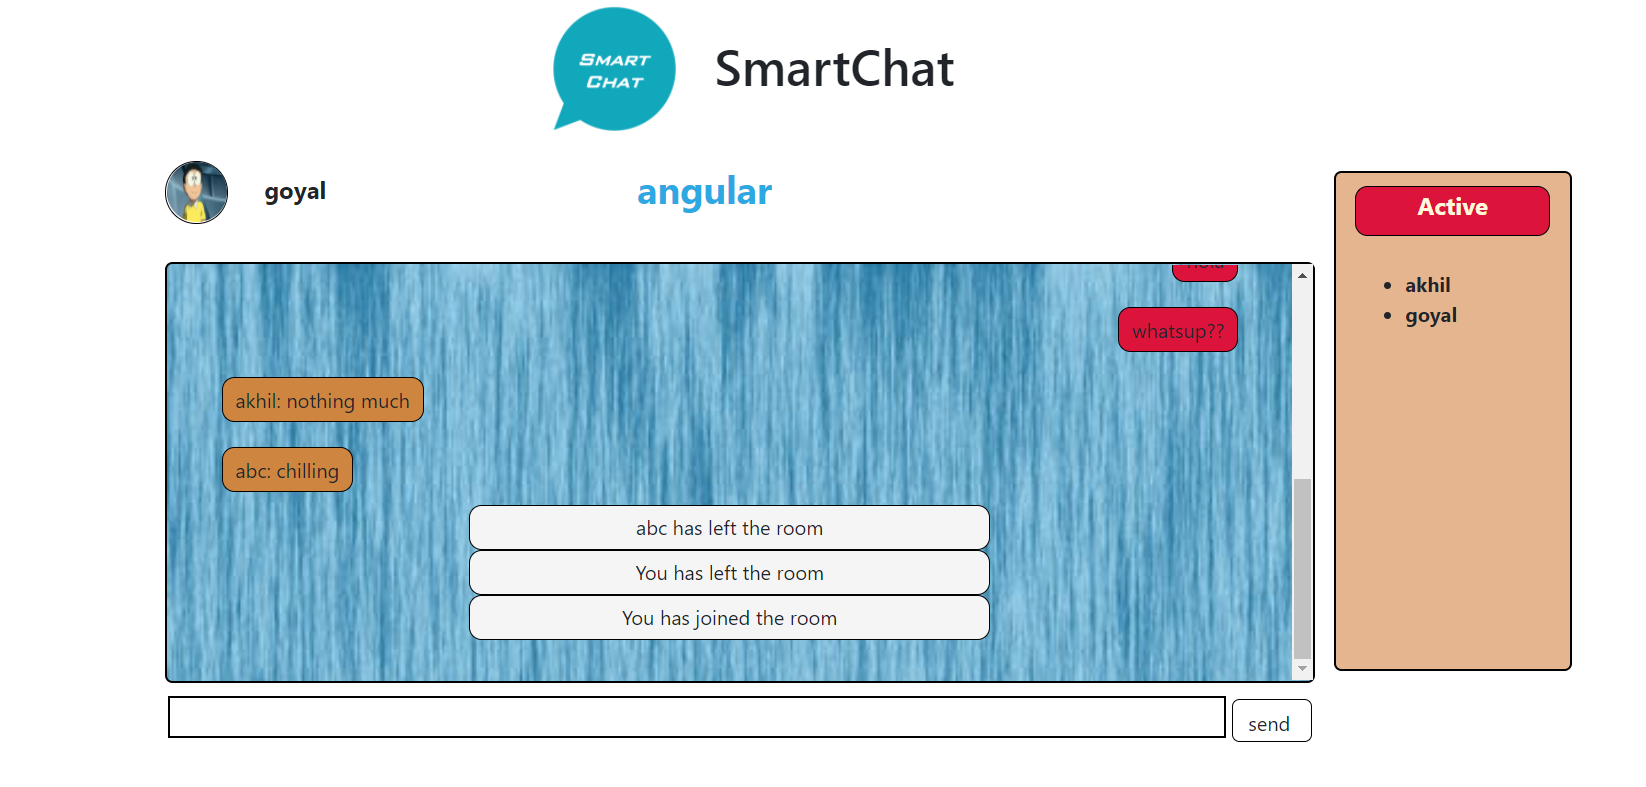 SMART
CHAT
SmartChat
goyal
angular
Active
akhil
goyal
whatsup??
akhil: nothing much
abc: chilling
abc has left the room
You has left the room
You has joined the room
send